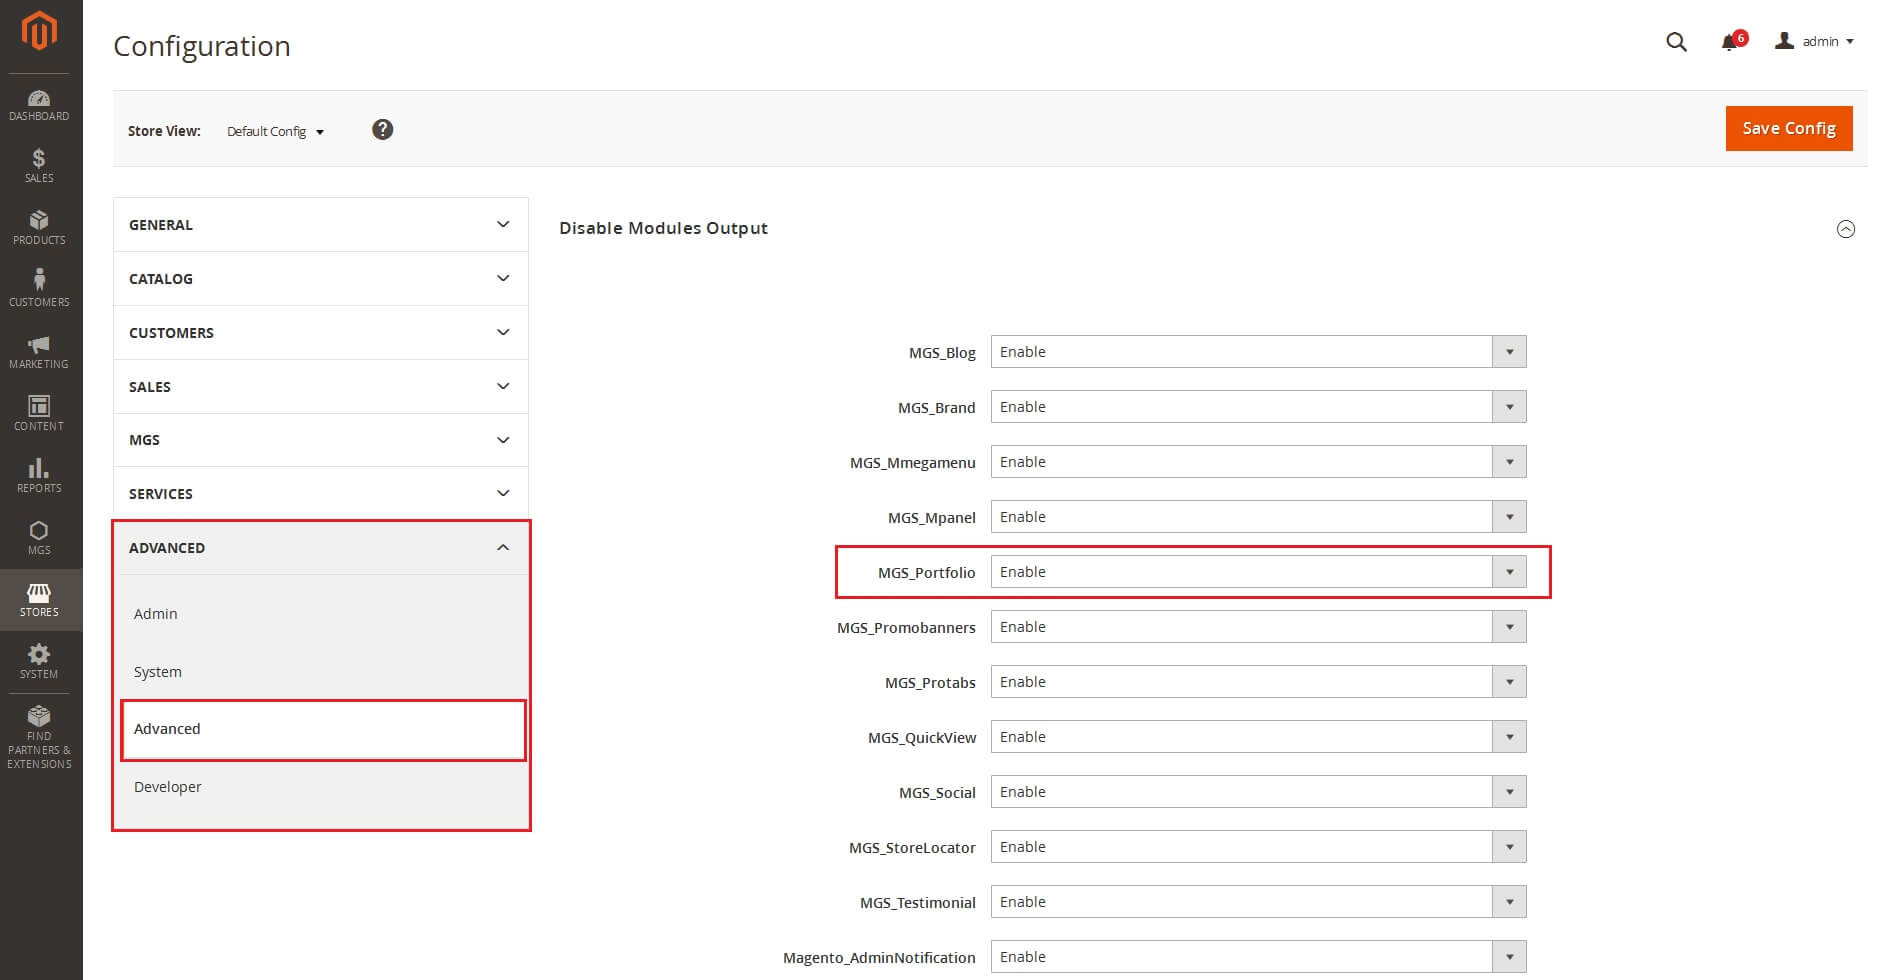 Configuration
6
admin
DASHBOARD
SALES
PRODUCTS
CUSTOMERS
MARKETING
CONTENT
REPORTS
MGS
STORES
SYSTEM
FIND
PARTNERS &
EXTENSIONS
Store View: Default Config ?
Save Config
GENERAL
CATALOG
CUSTOMERS
SALES
MGS
SERVICES
ADVANCED
Admin
System
Advanced
Developer
Disable Modules Output
MGS_Blog Enable
MGS_Brand Enable
MGS_Mmegamenu Enable
MGS_Mpanel Enable
MGS_Portfolio Enable
MGS_Promobanners Enable
MGS_Protabs Enable
MGS_QuickView Enable
MGS_Social Enable
MGS_StoreLocator Enable
MGS_Testimonial Enable
Magento_AdminNotification Enable